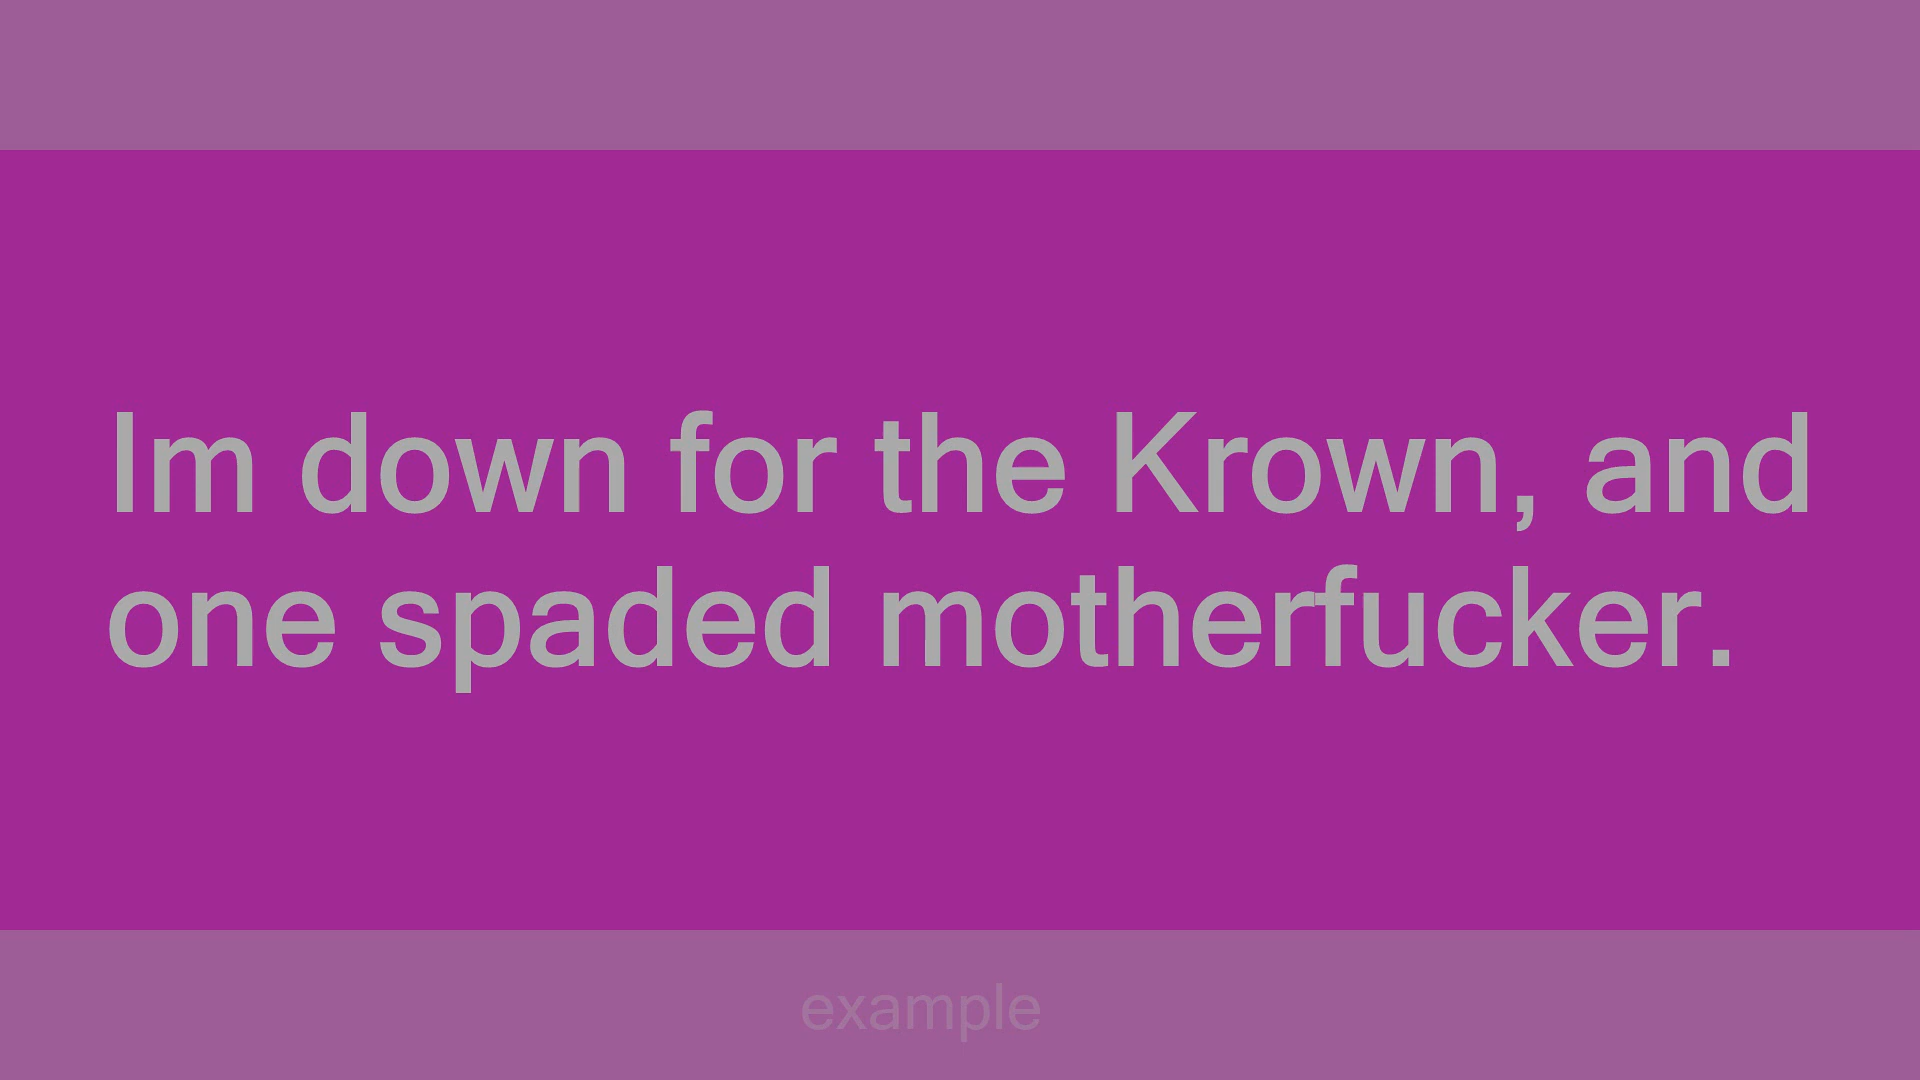 Im down for the Krown, and
one spaded motherfucker.
example